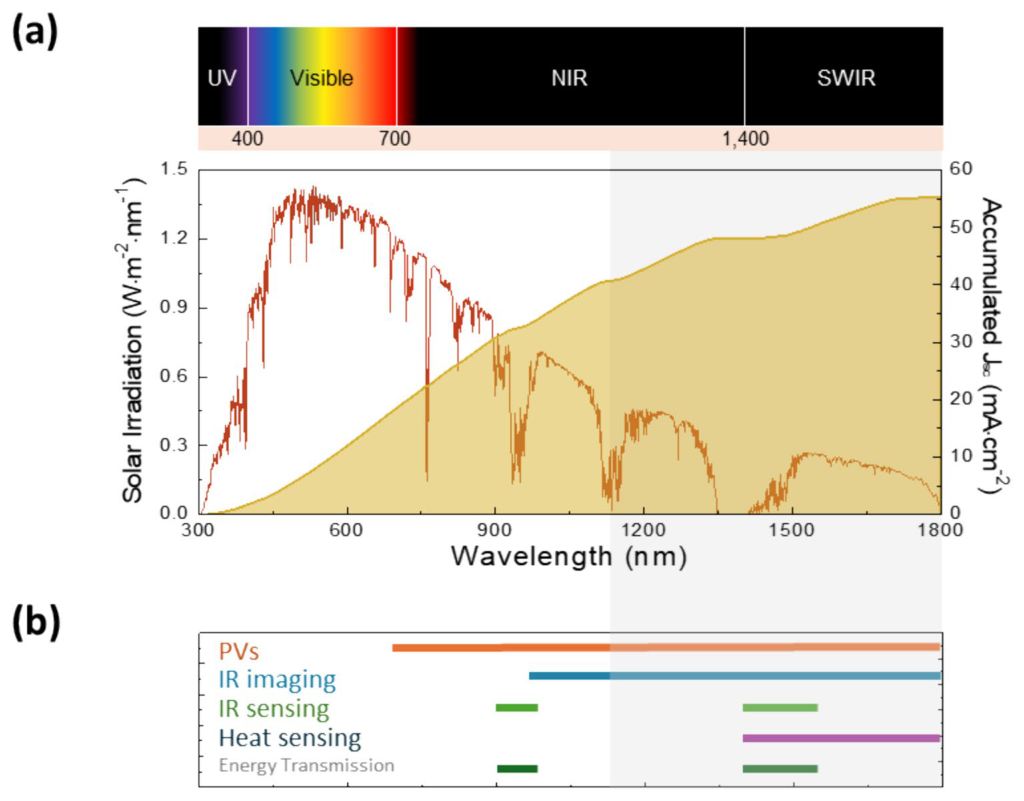 (a)
UV Visible NIR SWIR
400 700 1,400
1.5
1.2
0.9
0.6
0.3
0.0
Solar Irradiation (W·m-2·nm-1)
60
50
40
30
20
10
0
Accumulated Jsc (mA·cm-2)
300 600 900 1200 1500 1800
Wavelength (nm)
(b)
PVs
IR imaging
IR sensing
Heat sensing
Energy Transmission